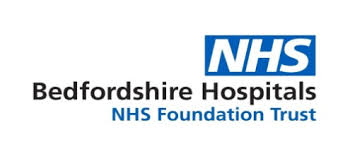 NHS
Bedfordshire Hospitals
NHS Foundation Trust